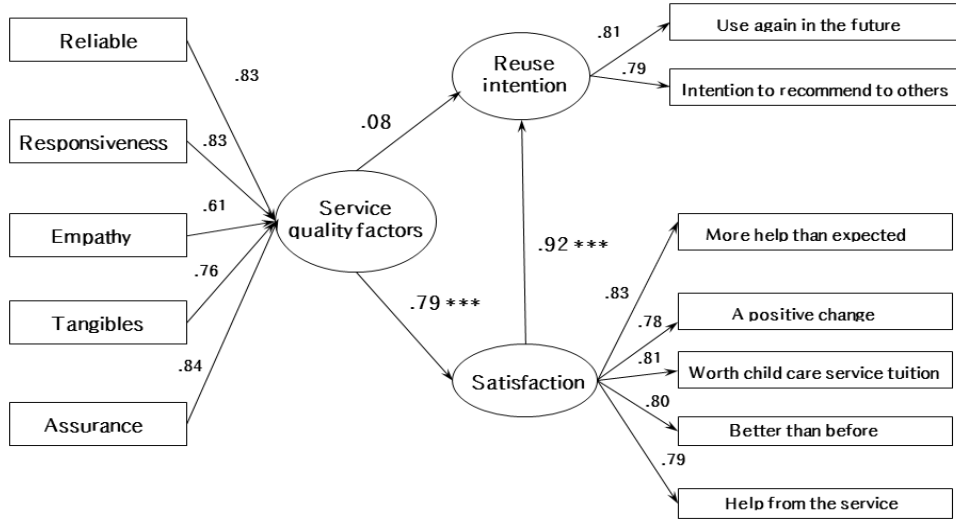 Reliable
Responsiveness
Empathy
Tangibles
Assurance
.83
.83
.61
.76
.84
Service
quality factors
.08
.79 ***
Reuse
intention
.92 ***
Satisfaction
.81
.79
Use again in the future
Intention to recommend to others
.83
.78
.81
.80
.79
More help than expected
A positive change
Worth child care service tuition
Better than before
Help from the service